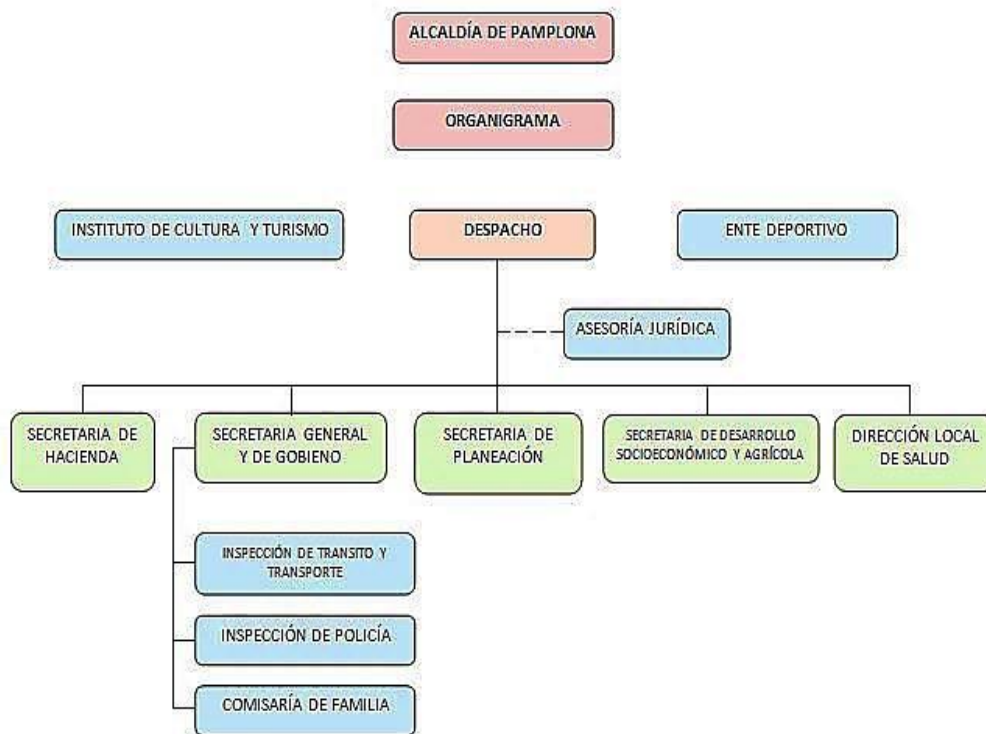 ALCALDÍA DE PAMPLONA
ORGANIGRAMA
INSTITUTO DE CULTURA Y TURISMO
DESPACHO
ENTE DEPORTIVO
ASESORÍA JURÍDICA
SECRETARIA DE
HACIENDA
SECRETARIA GENERAL
Y DE GOBIENO
SECRETARIA DE
PLANEACIÓN
SECRETARIA DE DESARROLLO
SOCIOECONÓMICO Y AGRÍCOLA
DIRECCIÓN LOCAL
DE SALUD
INSPECCIÓN DE TRANSITO Y
TRANSPORTE
INSPECCIÓN DE POLICÍA
COMISARÍA DE FAMILIA